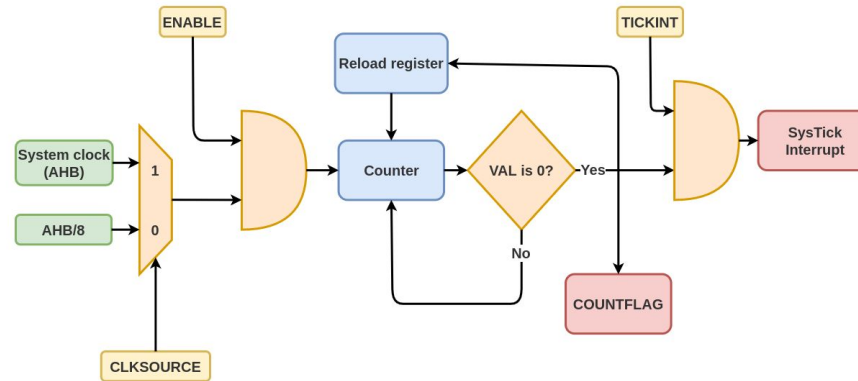 ENABLE
TICKINT
Reload register
System clock
(AHB)
1
Counter
VAL is 0?
Yes
SysTick
Interrupt
AHB/8
0
No
COUNTFLAG
CLKSOURCE